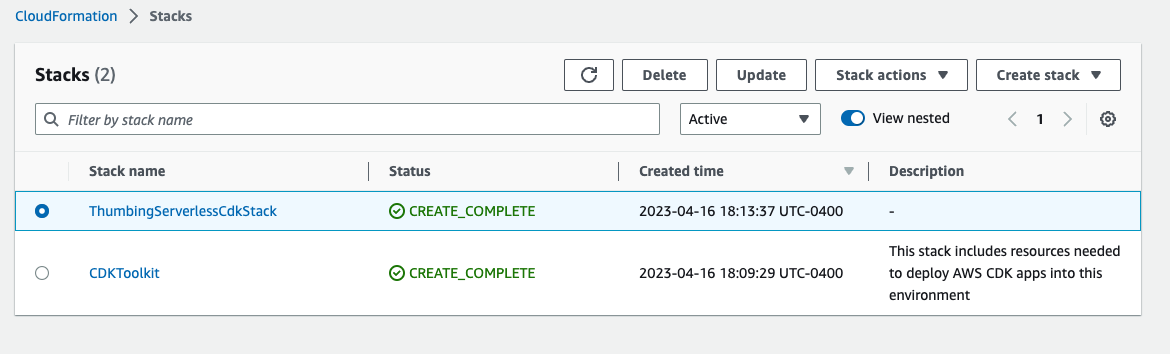 CloudFormation > Stacks
Stacks (2)
Delete
Update
Stack actions
Create stack
Filter by stack name
Active
View nested
1
Stack name Status Created time Description
ThumbingServerlessCdkStack CREATE_COMPLETE 2023-04-16 18:13:37 UTC-0400 -
CDKToolkit CREATE_COMPLETE 2023-04-16 18:09:29 UTC-0400
This stack includes resources needed
to deploy AWS CDK apps into this
environment